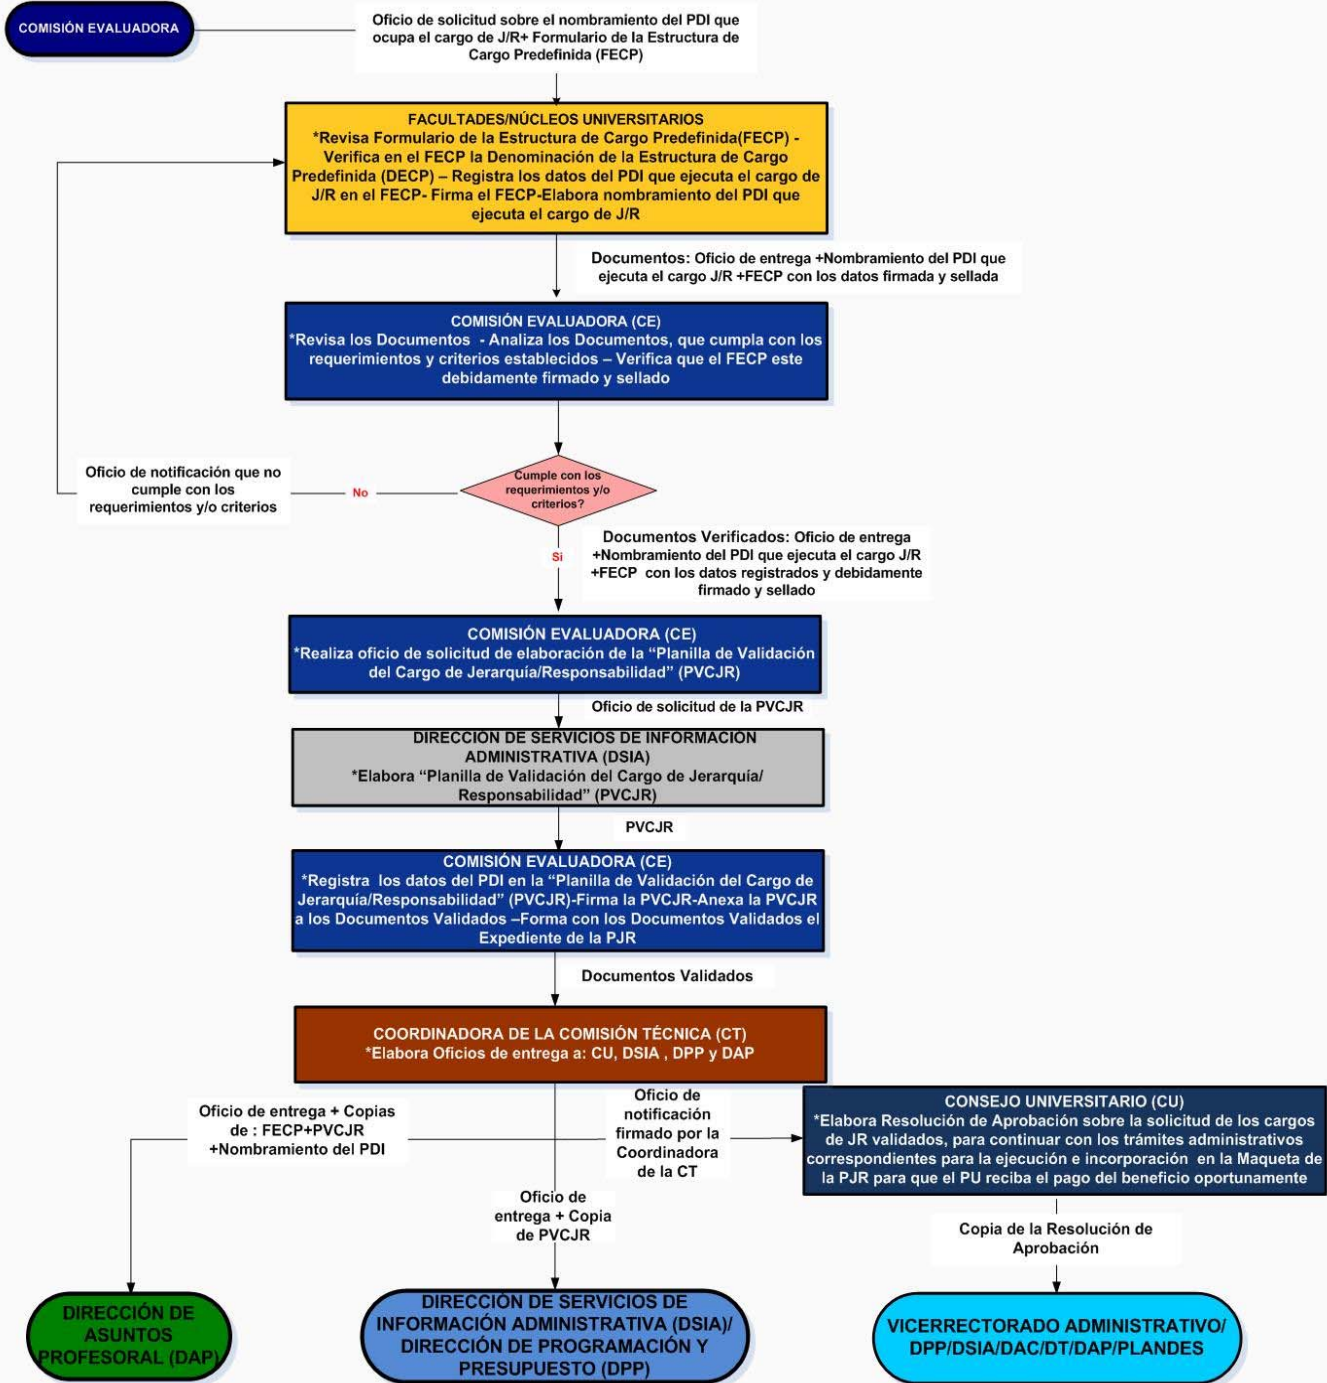 COMISIÓN EVALUADORA
Oficio de solicitud sobre el nombramiento del PDI que
ocupa el cargo de J/R+ Formulario de la Estructura de
Cargo Predefinida (FECP)
FACULTADES/NÚCLEOS UNIVERSITARIOS
*Revisa Formulario de la Estructura de Cargo Predefinida(FECP) -
Verifica en el FECP la Denominación de la Estructura de Cargo
Predefinida (DECP) – Registra los datos del PDI que ejecuta el cargo de
J/R en el FECP- Firma el FECP-Elabora nombramiento del PDI que
ejecuta el cargo de J/R
Documentos: Oficio de entrega +Nombramiento del PDI que
ejecuta el cargo J/R +FECP con los datos firmada y sellada
COMISIÓN EVALUADORA (CE)
*Revisa los Documentos - Analiza los Documentos, que cumpla con los
requerimientos y criterios establecidos – Verifica que el FECP este
debidamente firmado y sellado
Cumple con los
requerimientos y/o
criterios?
No
Oficio de notificación que no
cumple con los
requerimientos y/o criterios
Si
Documentos Verificados: Oficio de entrega
+Nombramiento del PDI que ejecuta el cargo J/R
+FECP con los datos registrados y debidamente
firmado y sellado
COMISIÓN EVALUADORA (CE)
*Realiza oficio de solicitud de elaboración de la “Planilla de Validación
del Cargo de Jerarquía/Responsabilidad” (PVCJR)
Oficio de solicitud de la PVCJR
DIRECCIÓN DE SERVICIOS DE INFORMACIÓN
ADMINISTRATIVA (DSIA)
*Elabora “Planilla de Validación del Cargo de Jerarquía/
Responsabilidad” (PVCJR)
PVCJR
COMISIÓN EVALUADORA (CE)
*Registra los datos del PDI en la “Planilla de Validación del Cargo de
Jerarquía/Responsabilidad” (PVCJR)-Firma la PVCJR-Anexa la PVCJR
a los Documentos Validados –Forma con los Documentos Validados el
Expediente de la PJR
Documentos Validados
COORDINADORA DE LA COMISIÓN TÉCNICA (CT)
*Elabora Oficios de entrega a: CU, DSIA , DPP y DAP
Oficio de entrega + Copias
de : FECP+PVCJR
+Nombramiento del PDI
Oficio de
notificación
firmado por la
Coordinadora
de la CT
CONSEJO UNIVERSITARIO (CU)
*Elabora Resolución de Aprobación sobre la solicitud de los cargos
de JR validados, para continuar con los trámites administrativos
correspondientes para la ejecución e incorporación en la Maqueta de
la PJR para que el PU reciba el pago del beneficio oportunamente
Oficio de
entrega + Copia
de PVCJR
Copia de la Resolución de
Aprobación
DIRECCIÓN DE
ASUNTOS
PROFESORAL (DAP)
DIRECCIÓN DE SERVICIOS DE
INFORMACIÓN ADMINISTRATIVA (DSIA)/
DIRECCIÓN DE PROGRAMACIÓN Y
PRESUPUESTO (DPP)
VICERRECTORADO ADMINISTRATIVO/
DPP/DSIA/DAC/DT/DAP/PLANDES